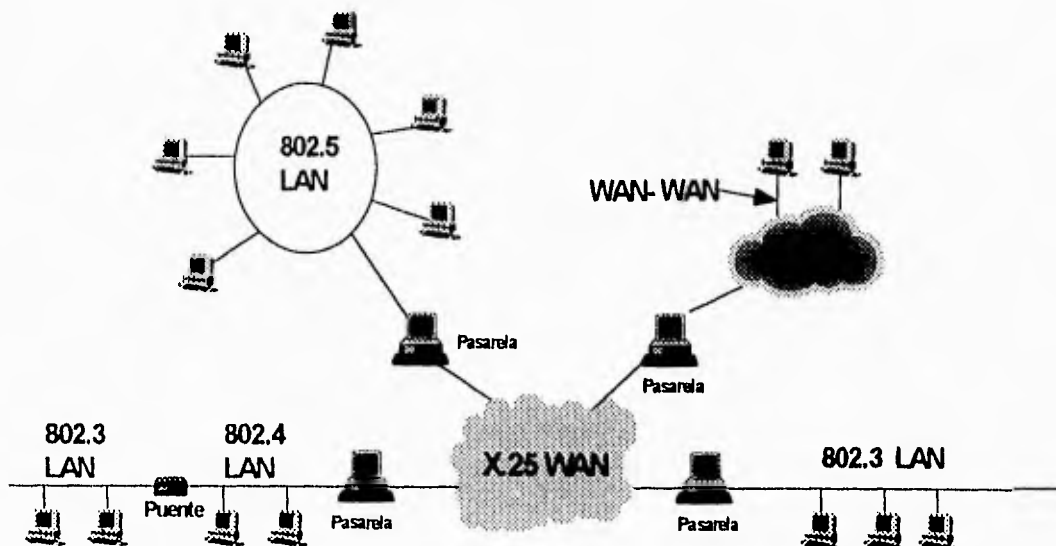 802.5
LAN
WAN- WAN
Pasarela
Pasarela
802.3
LAN
802.4
LAN
X.25 WAN
802.3 LAN
Puente
Pasarela
Pasarela